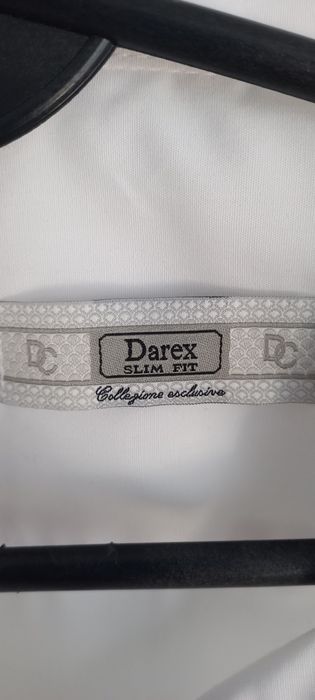 DC
Darex
SLIM FIT
DC
Collezione esclusiva